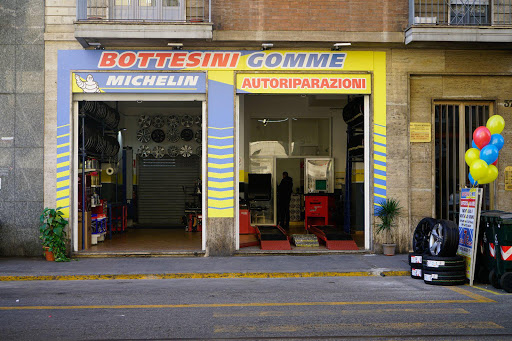 BOTTESINI GOMME
MICHELIN
AUTORIPARAZIONI